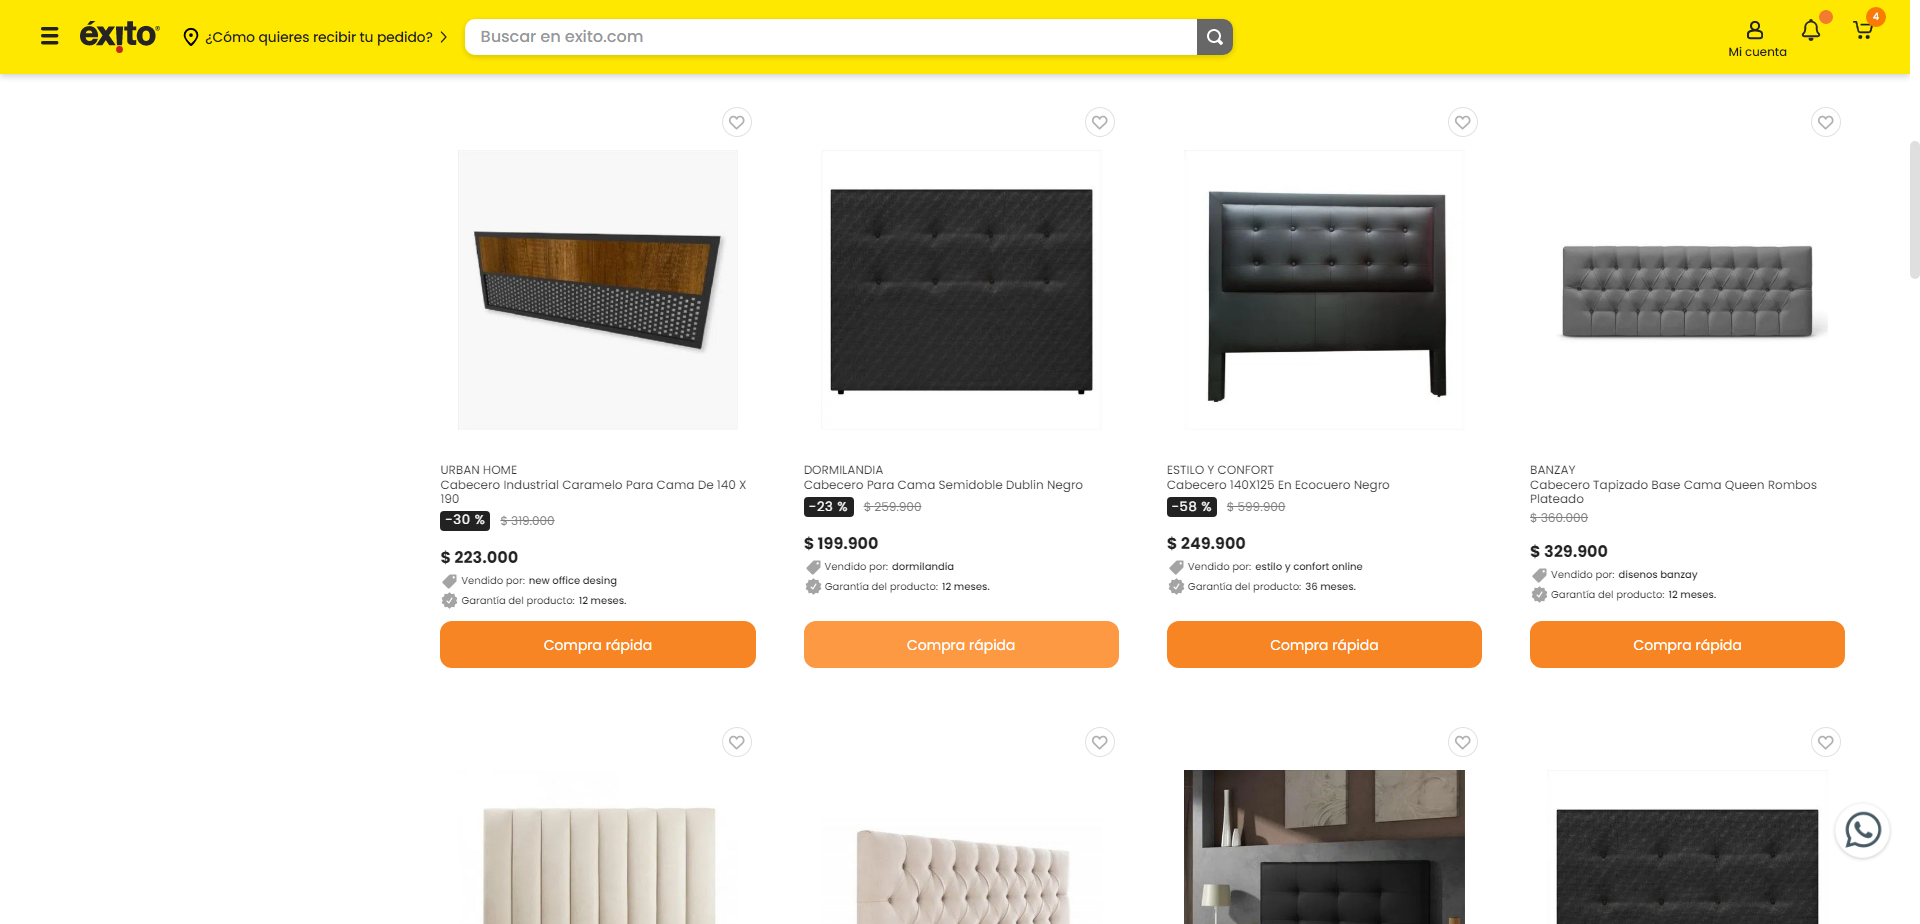 éxito
¿Cómo quieres recibir tu pedido?
Buscar en exito.com
Mi cuenta
4
URBAN HOME
Cabecero Industrial Caramelo Para Cama De 140 X
190
-30 % $ 319.000
$ 223.000
Vendido por: new office desing
Garantía del producto: 12 meses.
Compra rápida
DORMILANDIA
Cabecero Para Cama Semidoble Dublin Negro
-23 % $ 259.900
$ 199.900
Vendido por: dormilandia
Garantía del producto: 12 meses.
Compra rápida
ESTILO Y CONFORT
Cabecero 140X125 En Ecocuero Negro
-58 % $ 599.900
$ 249.900
Vendido por: estilo y confort online
Garantía del producto: 36 meses.
Compra rápida
BANZAY
Cabecero Tapizado Base Cama Queen Rombos
Plateado
$ 360.000
$ 329.900
Vendido por: disenos banzay
Garantía del producto: 12 meses.
Compra rápida